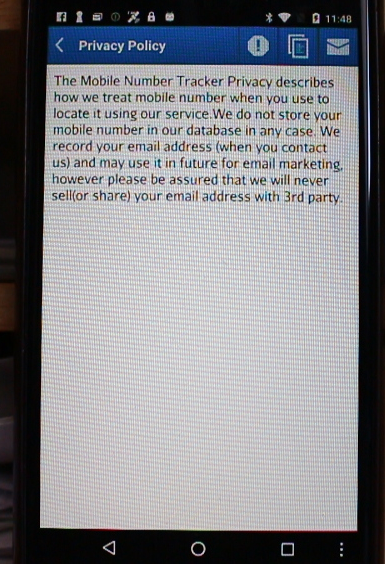 11:48
Privacy Policy
The Mobile Number Tracker Privacy describes
how we treat mobile number when you use to
locate it using our service.We do not store your
mobile number in our database in any case. We
record your email address (when you contact
us) and may use it in future for email marketing,
however please be assured that we will never
sell(or share) your email address with 3rd party.